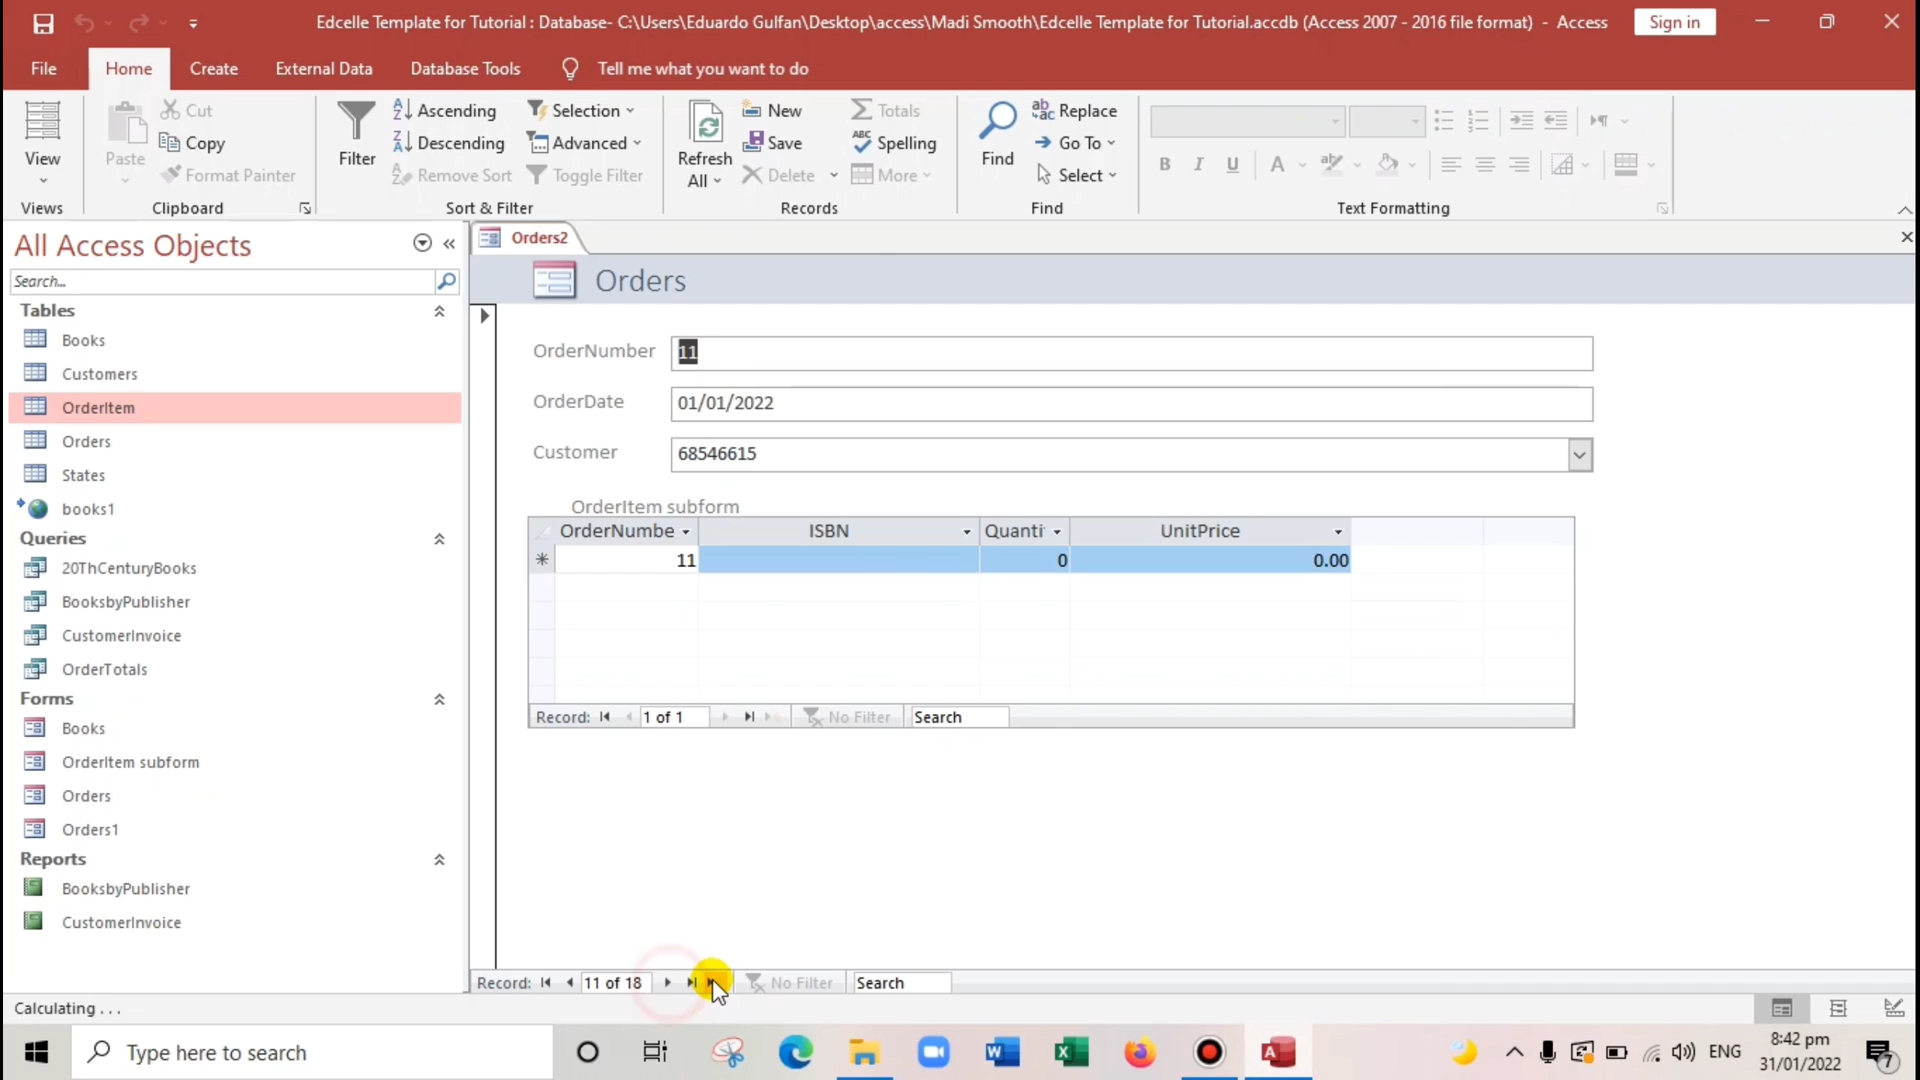 Edcelle Template for Tutorial : Database- C:\Users\Eduardo Gulfan\Desktop\access\Madi Smooth\Edcelle Template for Tutorial.accdb (Access 2007 - 2016 file format) - Access
Sign in
File
Home
Create
External Data
Database Tools
Tell me what you want to do
View
Views
Paste
Cut
Copy
Format Painter
Clipboard
Filter
Ascending
Descending
Remove Sort
Selection
Advanced
Toggle Filter
Sort & Filter
Refresh
All
New
Save
Delete
Totals
Spelling
More
Records
Find
Replace
Go To
Select
Find
B I U A
Text Formatting
All Access Objects
Search...
Tables
Books
Customers
OrderItem
Orders
States
books1
Queries
20ThCenturyBooks
BooksbyPublisher
CustomerInvoice
OrderTotals
Forms
Books
OrderItem subform
Orders
Orders1
Reports
BooksbyPublisher
CustomerInvoice
Orders2
Orders
OrderNumber 11
OrderDate 01/01/2022
Customer 68546615
OrderItem subform
OrderNumbe ISBN Quanti UnitPrice
11 0 0.00
Record: 1 of 1 No Filter Search
Record: 11 of 18 No Filter Search
Calculating . . .
Type here to search
ENG
8:42 pm
31/01/2022
7